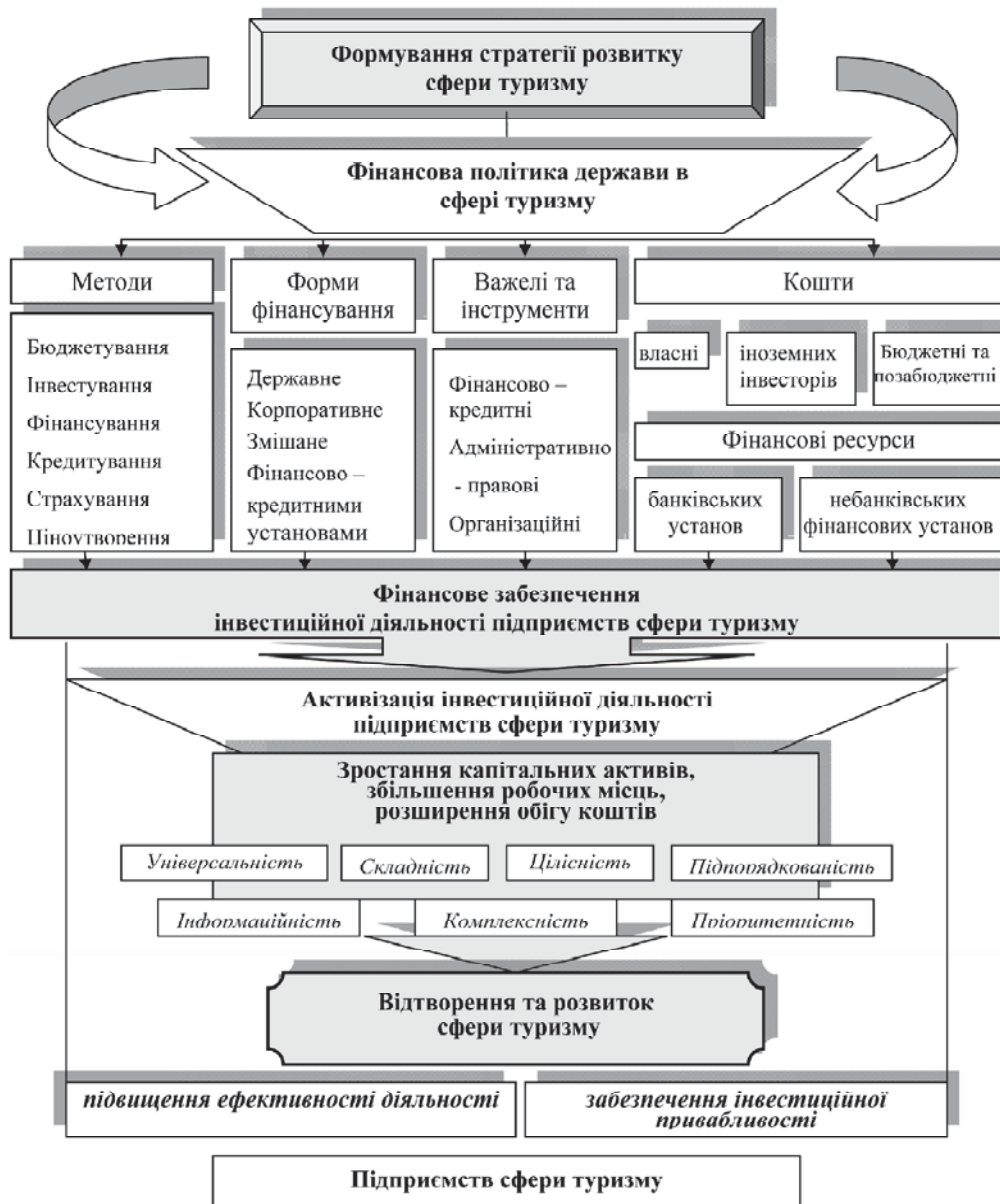 Формування стратегії розвитку
сфери туризму
Фінансова політика держави в
сфері туризму
Методи
Форми
фінансування
Важелі та
інструменти
Кошти
Бюджетування
Інвестування
Фінансування
Кредитування
Страхування
Ціноутворення
Державне
Корпоративне
Змішане
Фінансово –
кредитними
установами
Фінансово –
кредитні
Адміністративно
- правові
Організаційні
власні
іноземних
інвесторів
Бюджетні та
позабюджетні
Фінансові ресурси
банківських
установ
небанківських
фінансових установ
Фінансове забезпечення
інвестиційної діяльності підприємств сфери туризму
Активізація інвестиційної діяльності
підприємств сфери туризму
Зростання капітальних активів,
збільшення робочих місць,
розширення обігу коштів
Універсальність
Складність
Цілісність
Підпорядкованість
Інформаційність
Комплексність
Пріоритетність
Відтворення та розвиток
сфери туризму
підвищення ефективності діяльності
забезпечення інвестиційної
привабливості
Підприємств сфери туризму